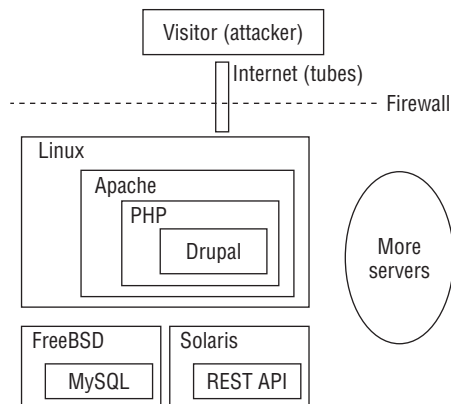 Visitor (attacker)
Internet (tubes)
Firewall
Linux
Apache
PHP
Drupal
More
servers
FreeBSD
MySQL
Solaris
REST API